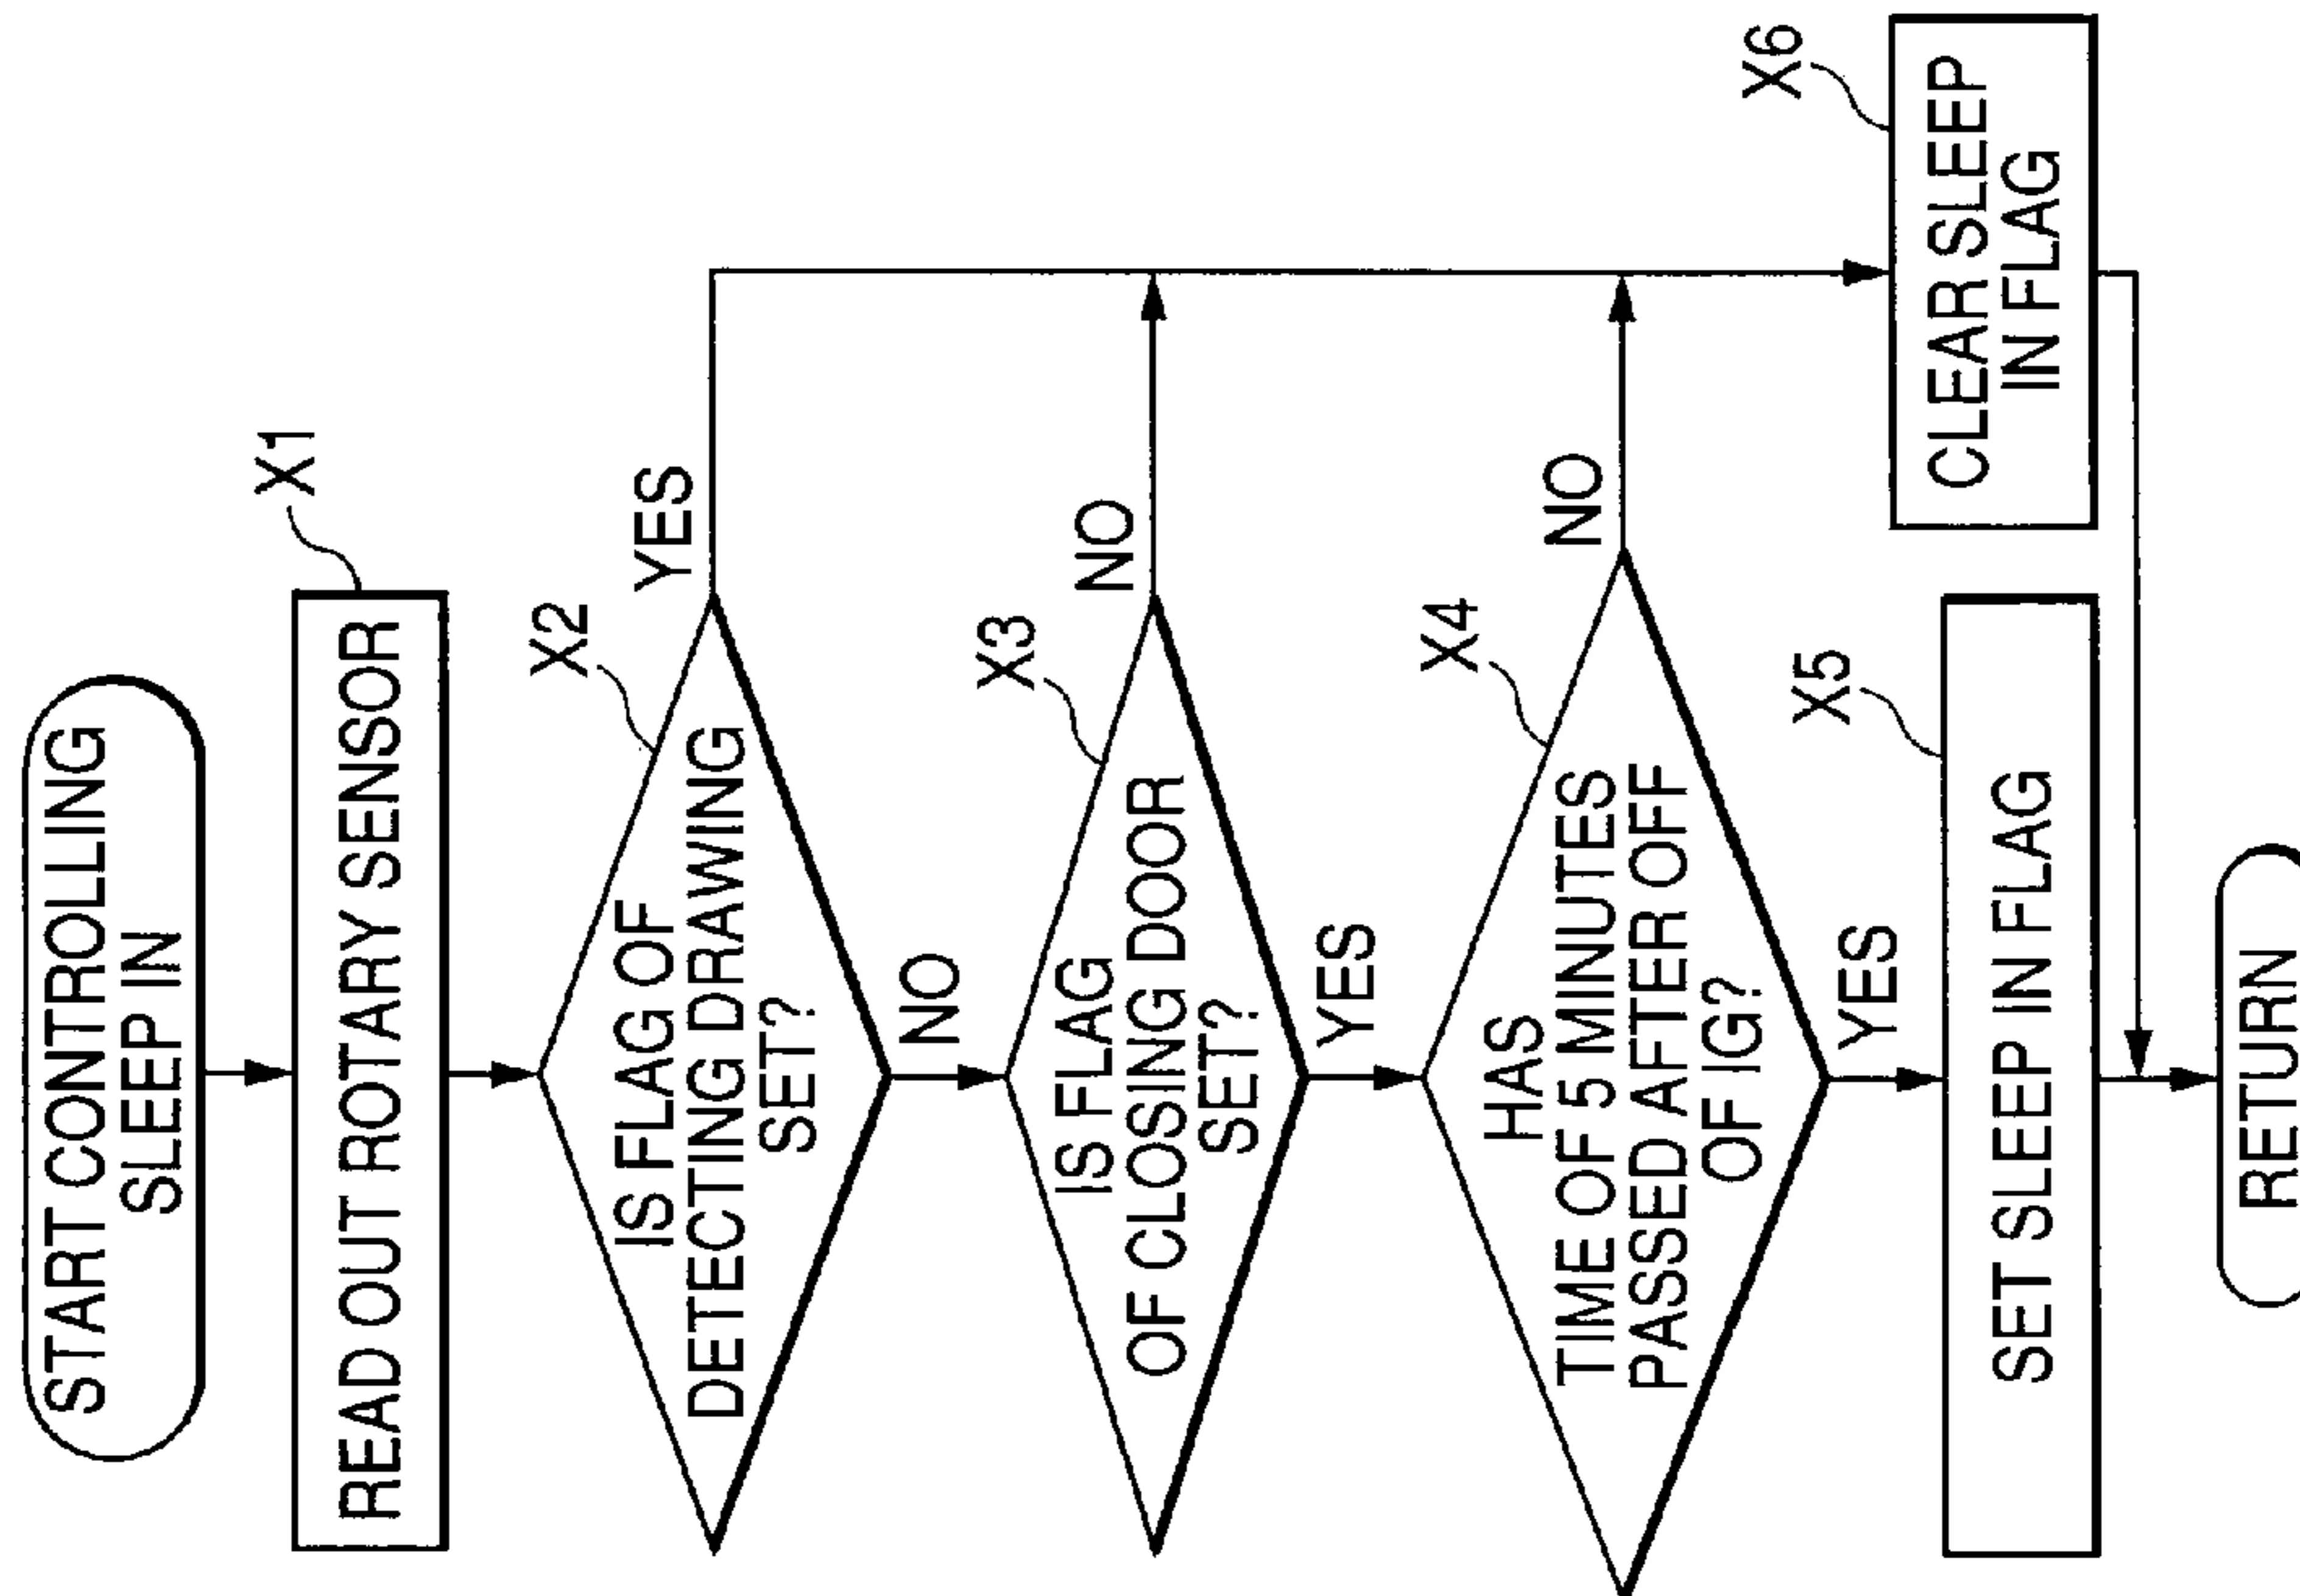 START CONTROLLING
SLEEP IN
X1
READ OUT ROTARY SENSOR
X2
IS FLAG OF
DETECTING DRAWING
SET?
YES
NO
X3
IS FLAG
OF CLOSING DOOR
SET?
NO
YES
X4
HAS
TIME OF 5 MINUTES
PASSED AFTER OFF
OF IG?
NO
YES
X5
SET SLEEP IN FLAG
X6
CLEAR SLEEP
IN FLAG
RETURN